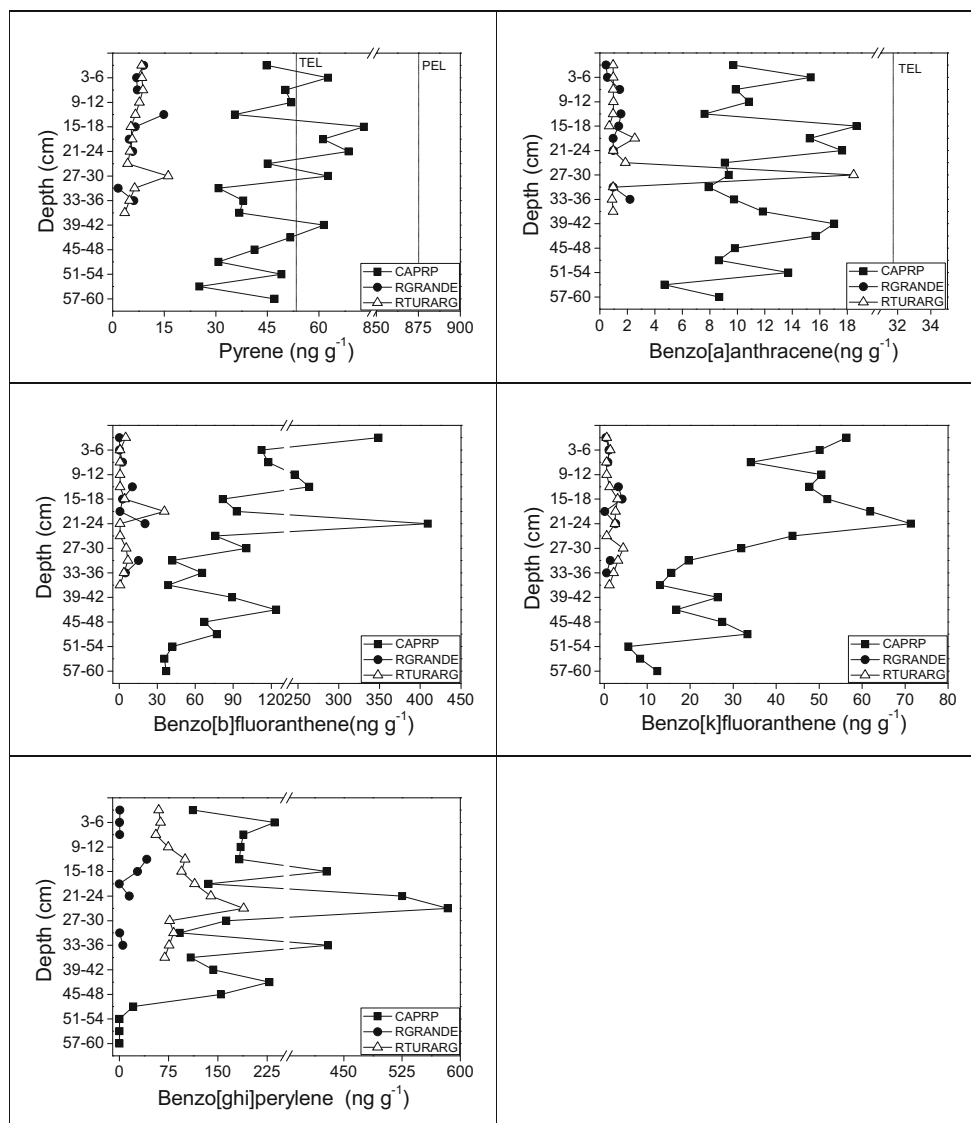 TEL
PEL
3-6
9-12
15-18
21-24
27-30
33-36
39-42
45-48
51-54
57-60
Depth (cm)
CAPRP
RGRANDE
RTURARG
0 15 30 45 60 850 875 900
Pyrene (ng g⁻¹)
TEL
3-6
9-12
15-18
21-24
27-30
33-36
39-42
45-48
51-54
57-60
Depth (cm)
CAPRP
RGRANDE
RTURARG
0 2 4 6 8 10 12 14 16 18 32 34
Benzo[a]anthracene(ng g⁻¹)
3-6
9-12
15-18
21-24
27-30
33-36
39-42
45-48
51-54
57-60
Depth (cm)
CAPRP
RGRANDE
RTURARG
0 30 60 90 120 250 300 350 400 450
Benzo[b]fluoranthene(ng g⁻¹)
3-6
9-12
15-18
21-24
27-30
33-36
39-42
45-48
51-54
57-60
Depth (cm)
CAPRP
RGRANDE
RTURARG
0 10 20 30 40 50 60 70 80
Benzo[k]fluoranthene (ng g⁻¹)
3-6
9-12
15-18
21-24
27-30
33-36
39-42
45-48
51-54
57-60
Depth (cm)
CAPRP
RGRANDE
RTURARG
0 75 150 225 450 600
Benzo[ghi]perylene (ng g⁻¹)